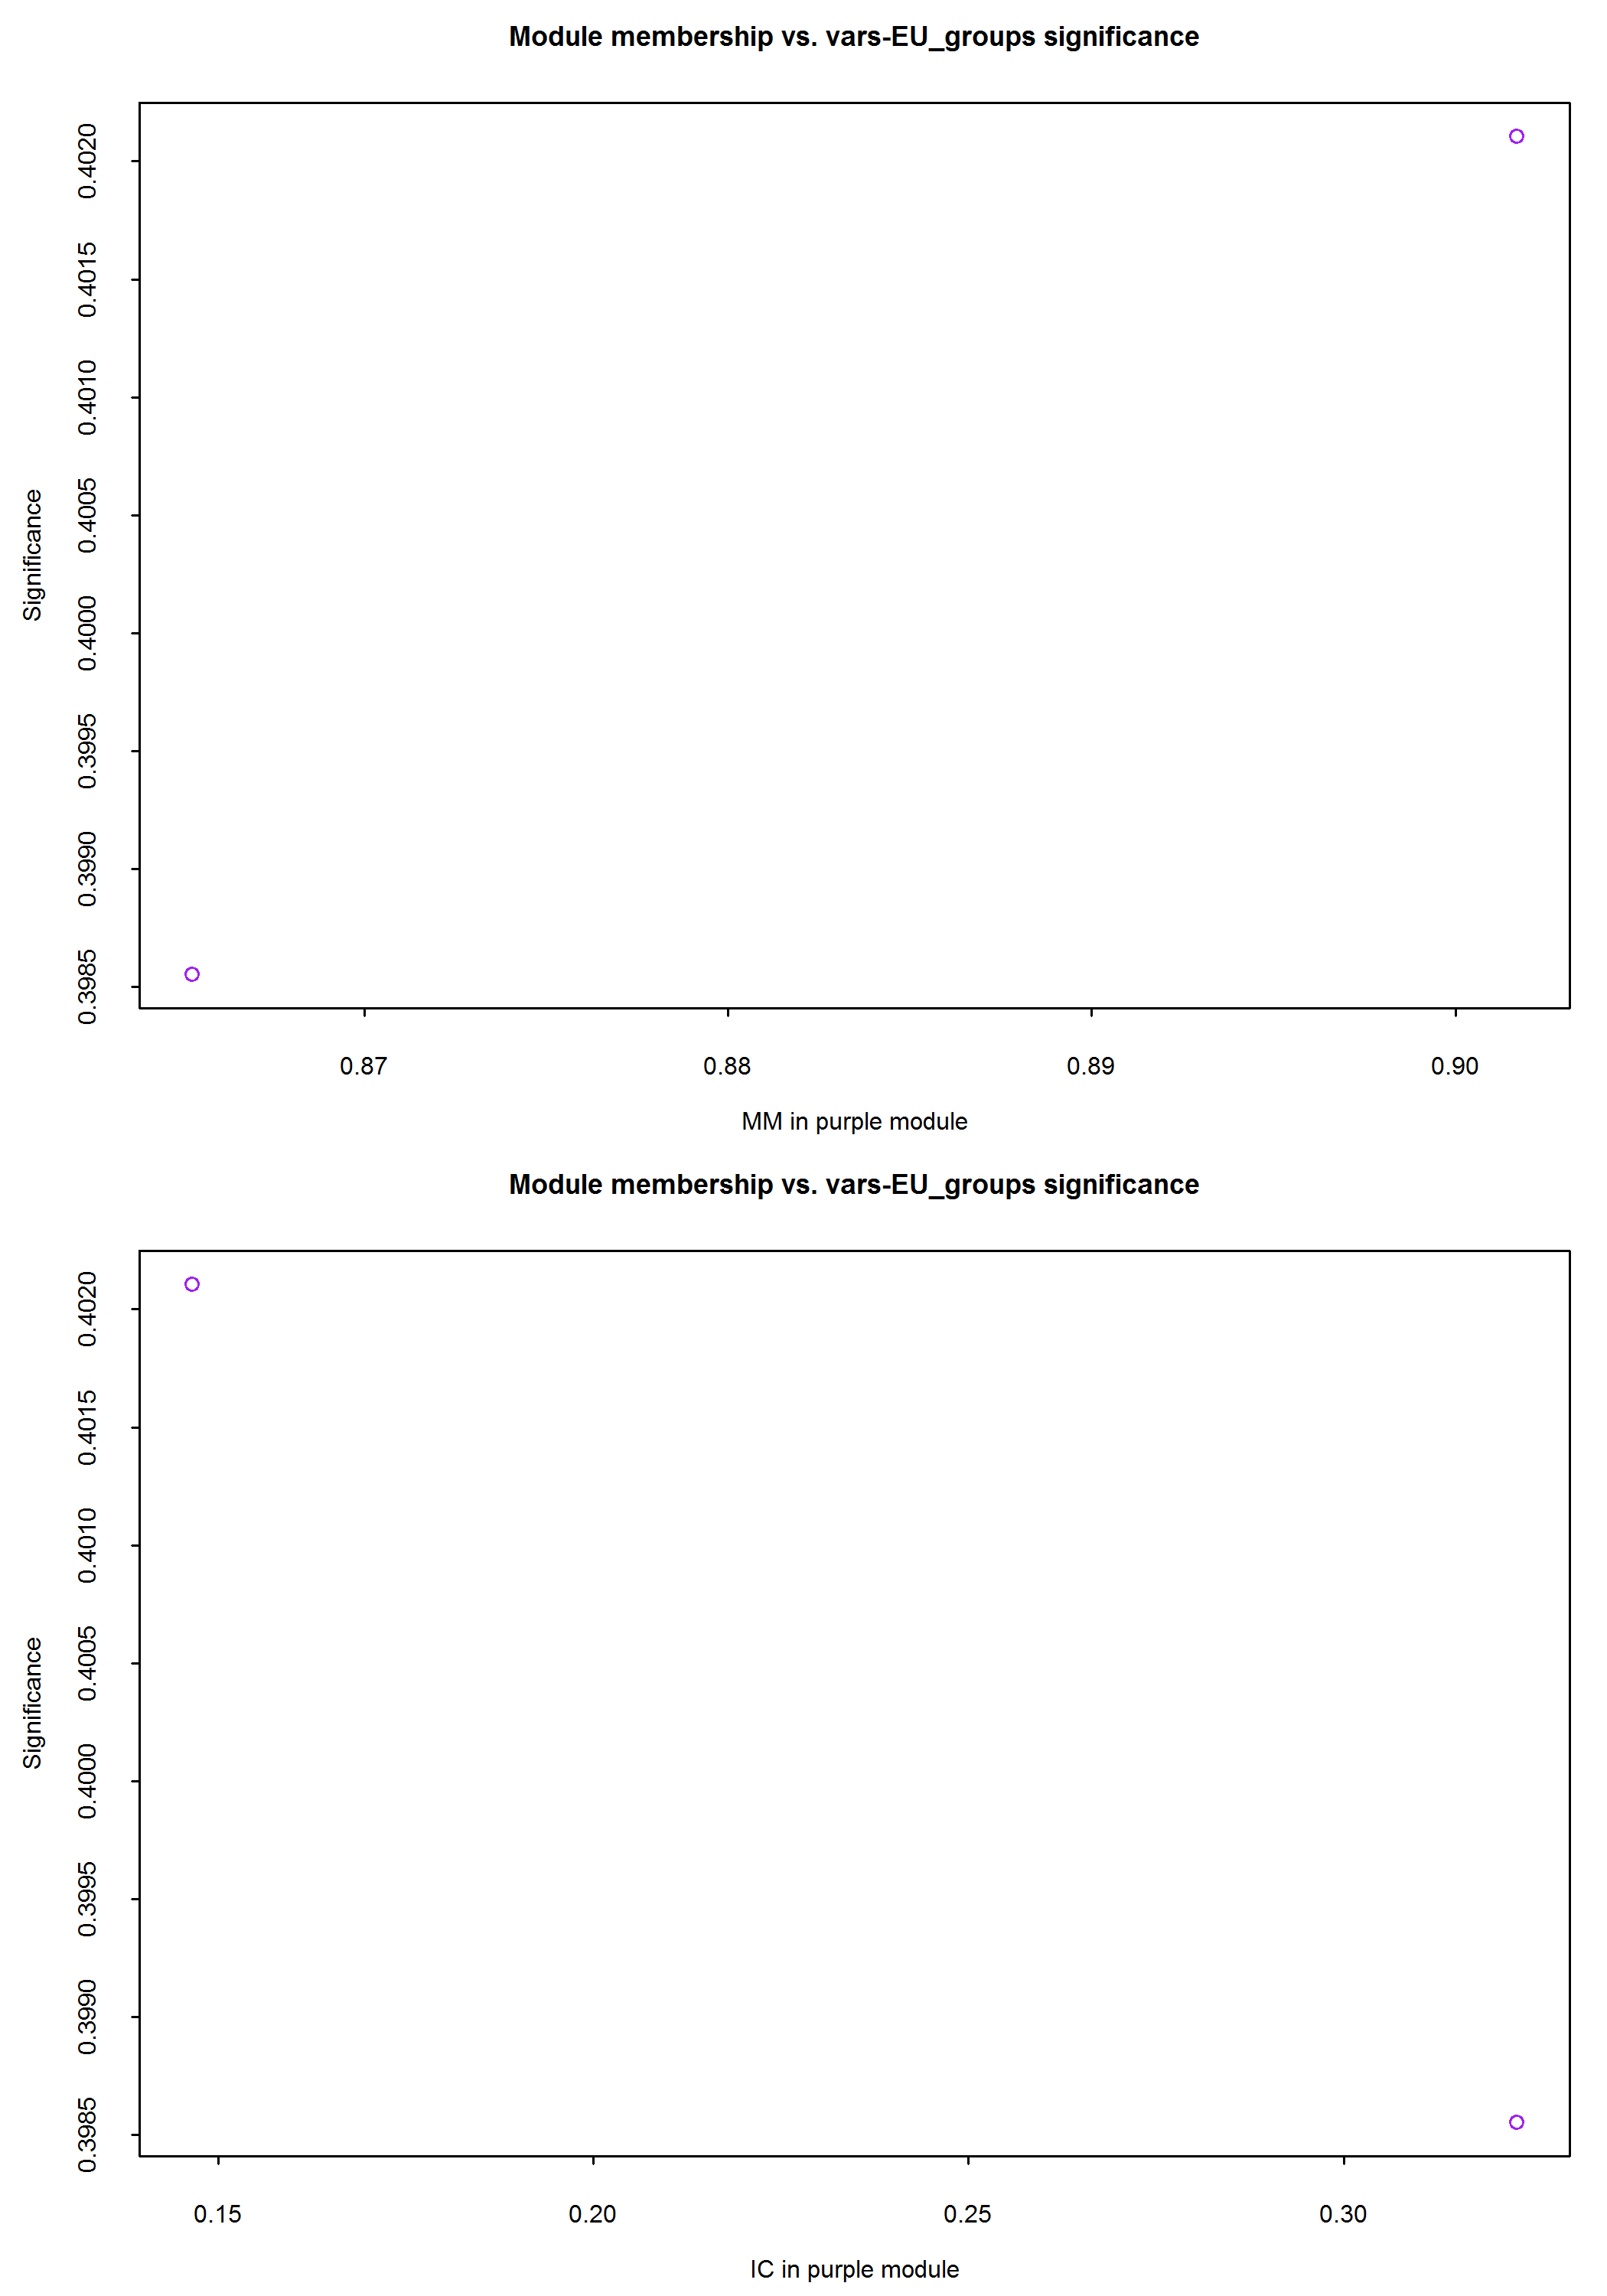 Module membership vs. vars-EU_groups significance
Significance
0.4020
0.4015
0.4010
0.4005
0.4000
0.3995
0.3990
0.3985
0.87 0.88 0.89 0.90
MM in purple module
Module membership vs. vars-EU_groups significance
Significance
0.4020
0.4015
0.4010
0.4005
0.4000
0.3995
0.3990
0.3985
0.15 0.20 0.25 0.30
IC in purple module